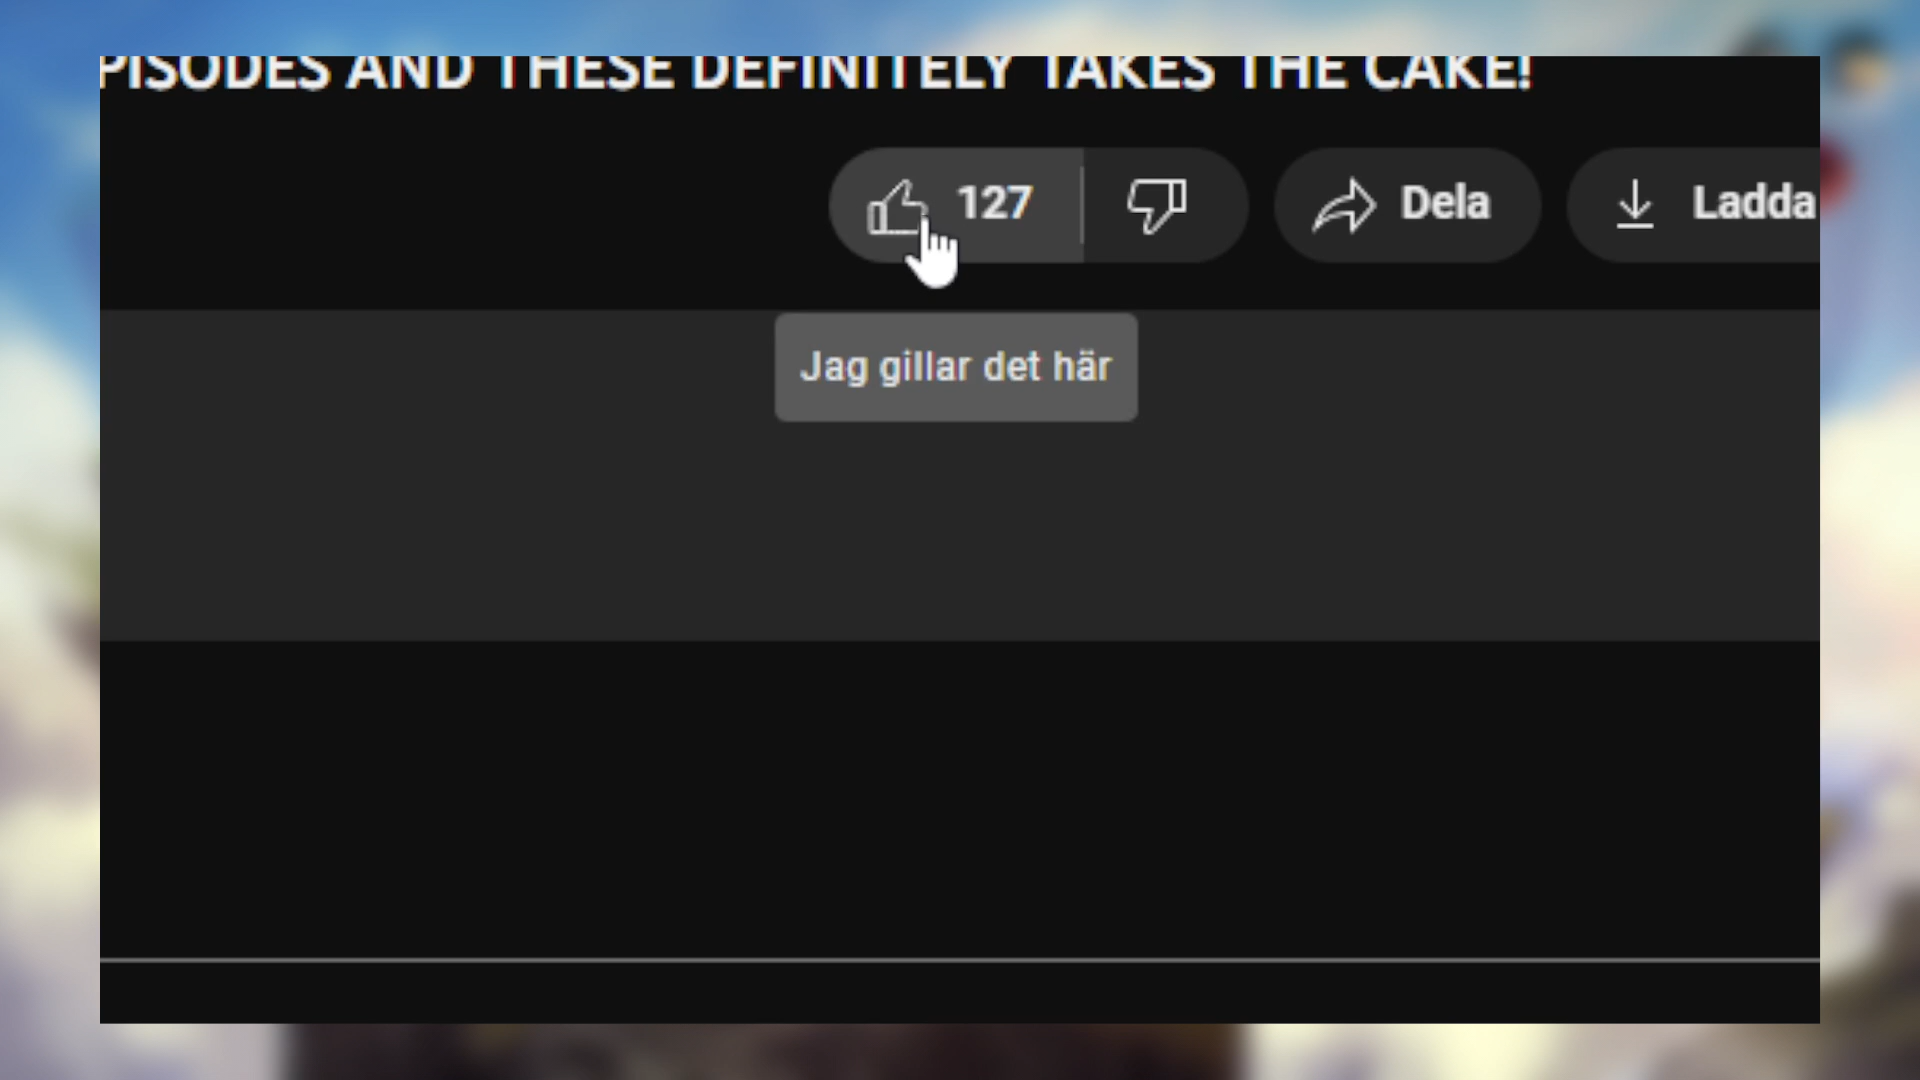 PISODES AND THESE DEFINITELY TAKES THE CAKE!
127
Dela
Ladda
Jag gillar det här